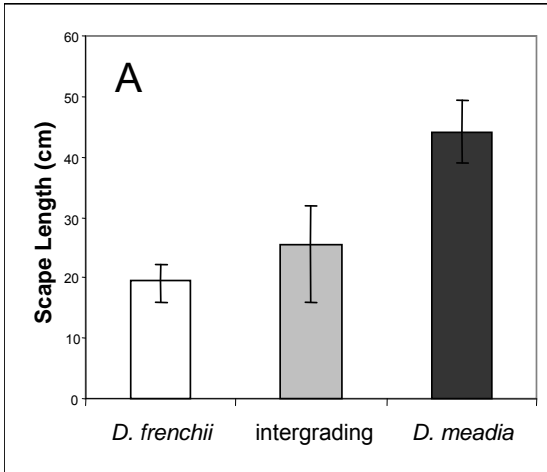 A
Scape Length (cm)
60
50
40
30
20
10
0
D. frenchii
intergrading
D. meadia